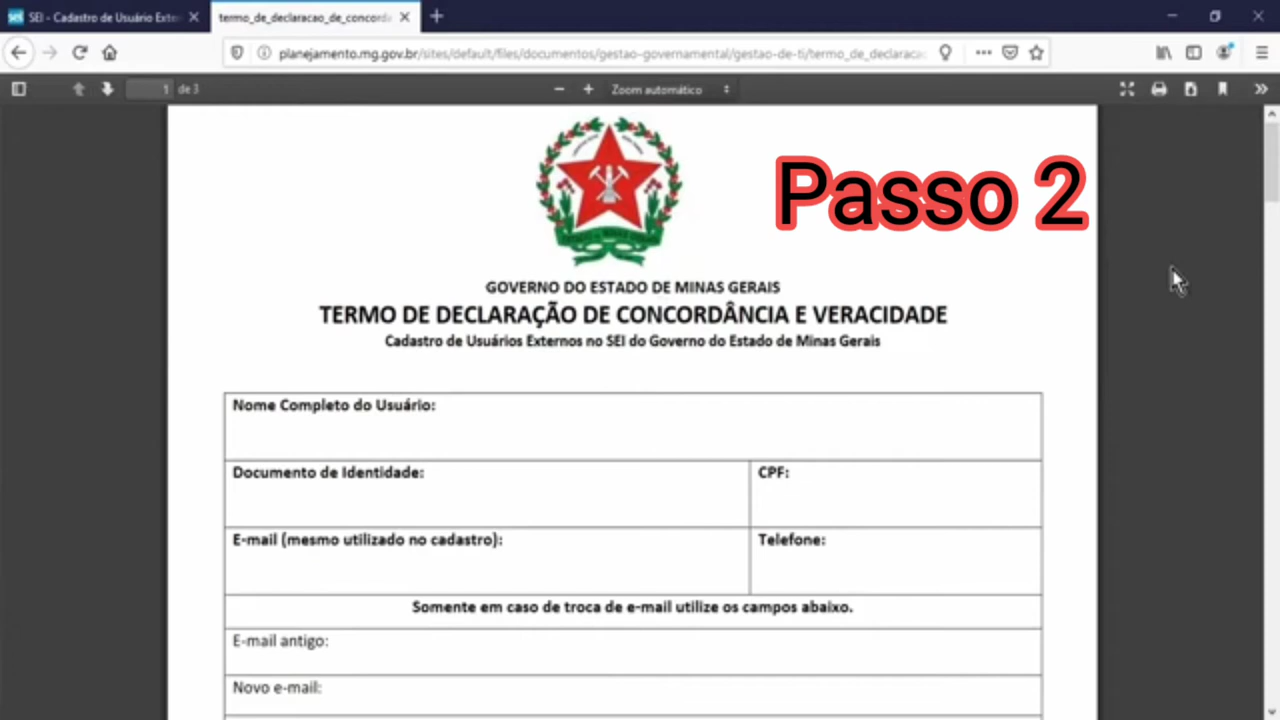 SEI - Cadastro de Usuário Exte
termo_de_declaracao_de_concord
planejamento.mg.gov.br/sites/default/files/documentos/gestao-governamental/gestao-de-ti/termo_de_declarac
1 de 3
Zoom automático
Passo 2
GOVERNO DO ESTADO DE MINAS GERAIS
TERMO DE DECLARAÇÃO DE CONCORDÂNCIA E VERACIDADE
Cadastro de Usuários Externos no SEI do Governo do Estado de Minas Gerais
Nome Completo do Usuário:
Documento de Identidade:
CPF:
E-mail (mesmo utilizado no cadastro):
Telefone:
Somente em caso de troca de e-mail utilize os campos abaixo.
E-mail antigo:
Novo e-mail: